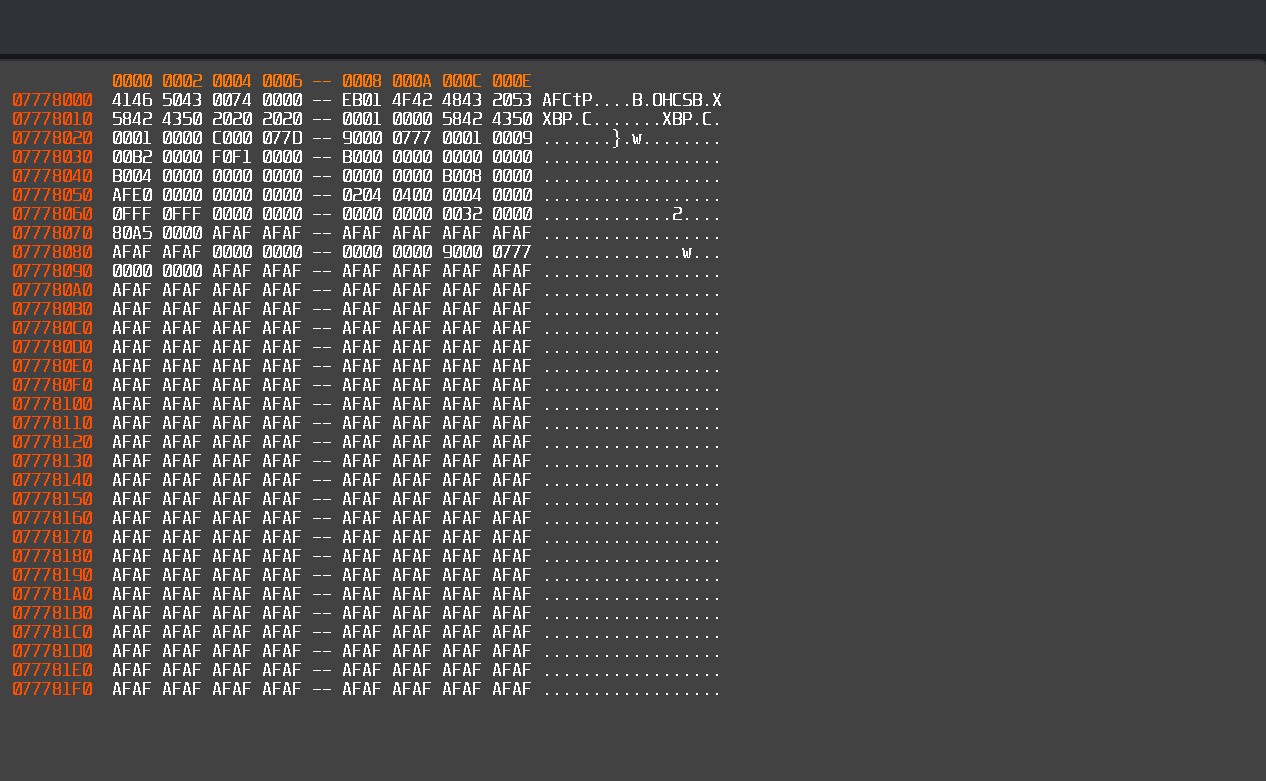 0000 0002 0004 0006 -- 0008 000A 000C 000E
07778000 4146 5043 0074 0000 -- EB01 4F42 4843 2053 AFCtP....B.OHCSB.X
07778010 5842 4350 2020 2020 -- 0001 0000 5842 4350 XBP.C.......XBP.C.
07778020 0001 0000 C000 077D -- 9000 0777 0001 0009 .......}.w........
07778030 00B2 0000 F0F1 0000 -- B000 0000 0000 0000 ..................
07778040 B004 0000 0000 0000 -- 0000 0000 B008 0000 ..................
07778050 AFE0 0000 0000 0000 -- 0204 0400 0004 0000 ..................
07778060 0FFF 0FFF 0000 0000 -- 0000 0000 0032 0000 .............2....
07778070 80A5 0000 AFAF AFAF -- AFAF AFAF AFAF AFAF ..................
07778080 AFAF AFAF 0000 0000 -- 0000 0000 9000 0777 ..............w...
07778090 0000 0000 AFAF AFAF -- AFAF AFAF AFAF AFAF ..................
077780A0 AFAF AFAF AFAF AFAF -- AFAF AFAF AFAF AFAF ..................
077780B0 AFAF AFAF AFAF AFAF -- AFAF AFAF AFAF AFAF ..................
077780C0 AFAF AFAF AFAF AFAF -- AFAF AFAF AFAF AFAF ..................
077780D0 AFAF AFAF AFAF AFAF -- AFAF AFAF AFAF AFAF ..................
077780E0 AFAF AFAF AFAF AFAF -- AFAF AFAF AFAF AFAF ..................
077780F0 AFAF AFAF AFAF AFAF -- AFAF AFAF AFAF AFAF ..................
07778100 AFAF AFAF AFAF AFAF -- AFAF AFAF AFAF AFAF ..................
07778110 AFAF AFAF AFAF AFAF -- AFAF AFAF AFAF AFAF ..................
07778120 AFAF AFAF AFAF AFAF -- AFAF AFAF AFAF AFAF ..................
07778130 AFAF AFAF AFAF AFAF -- AFAF AFAF AFAF AFAF ..................
07778140 AFAF AFAF AFAF AFAF -- AFAF AFAF AFAF AFAF ..................
07778150 AFAF AFAF AFAF AFAF -- AFAF AFAF AFAF AFAF ..................
07778160 AFAF AFAF AFAF AFAF -- AFAF AFAF AFAF AFAF ..................
07778170 AFAF AFAF AFAF AFAF -- AFAF AFAF AFAF AFAF ..................
07778180 AFAF AFAF AFAF AFAF -- AFAF AFAF AFAF AFAF ..................
07778190 AFAF AFAF AFAF AFAF -- AFAF AFAF AFAF AFAF ..................
077781A0 AFAF AFAF AFAF AFAF -- AFAF AFAF AFAF AFAF ..................
077781B0 AFAF AFAF AFAF AFAF -- AFAF AFAF AFAF AFAF ..................
077781C0 AFAF AFAF AFAF AFAF -- AFAF AFAF AFAF AFAF ..................
077781D0 AFAF AFAF AFAF AFAF -- AFAF AFAF AFAF AFAF ..................
077781E0 AFAF AFAF AFAF AFAF -- AFAF AFAF AFAF AFAF ..................
077781F0 AFAF AFAF AFAF AFAF -- AFAF AFAF AFAF AFAF ..................